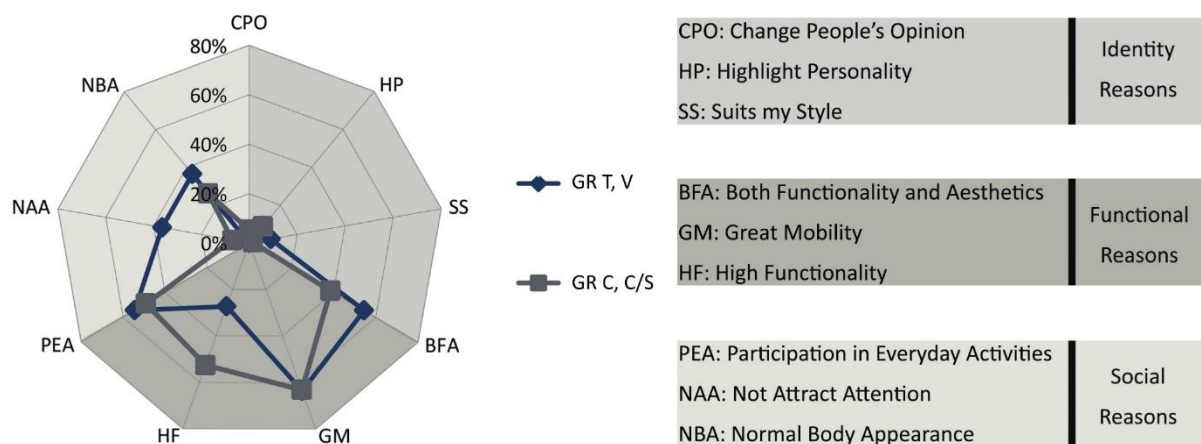 CPO
80%
NBA
HP
60%
40%
20%
NAA
SS
0%
PEA
BFA
HF
GM
GR T, V
GR C, C/S
CPO: Change People's Opinion
HP: Highlight Personality
SS: Suits my Style
Identity
Reasons
BFA: Both Functionality and Aesthetics
GM: Great Mobility
HF: High Functionality
Functional
Reasons
PEA: Participation in Everyday Activities
NAA: Not Attract Attention
NBA: Normal Body Appearance
Social
Reasons